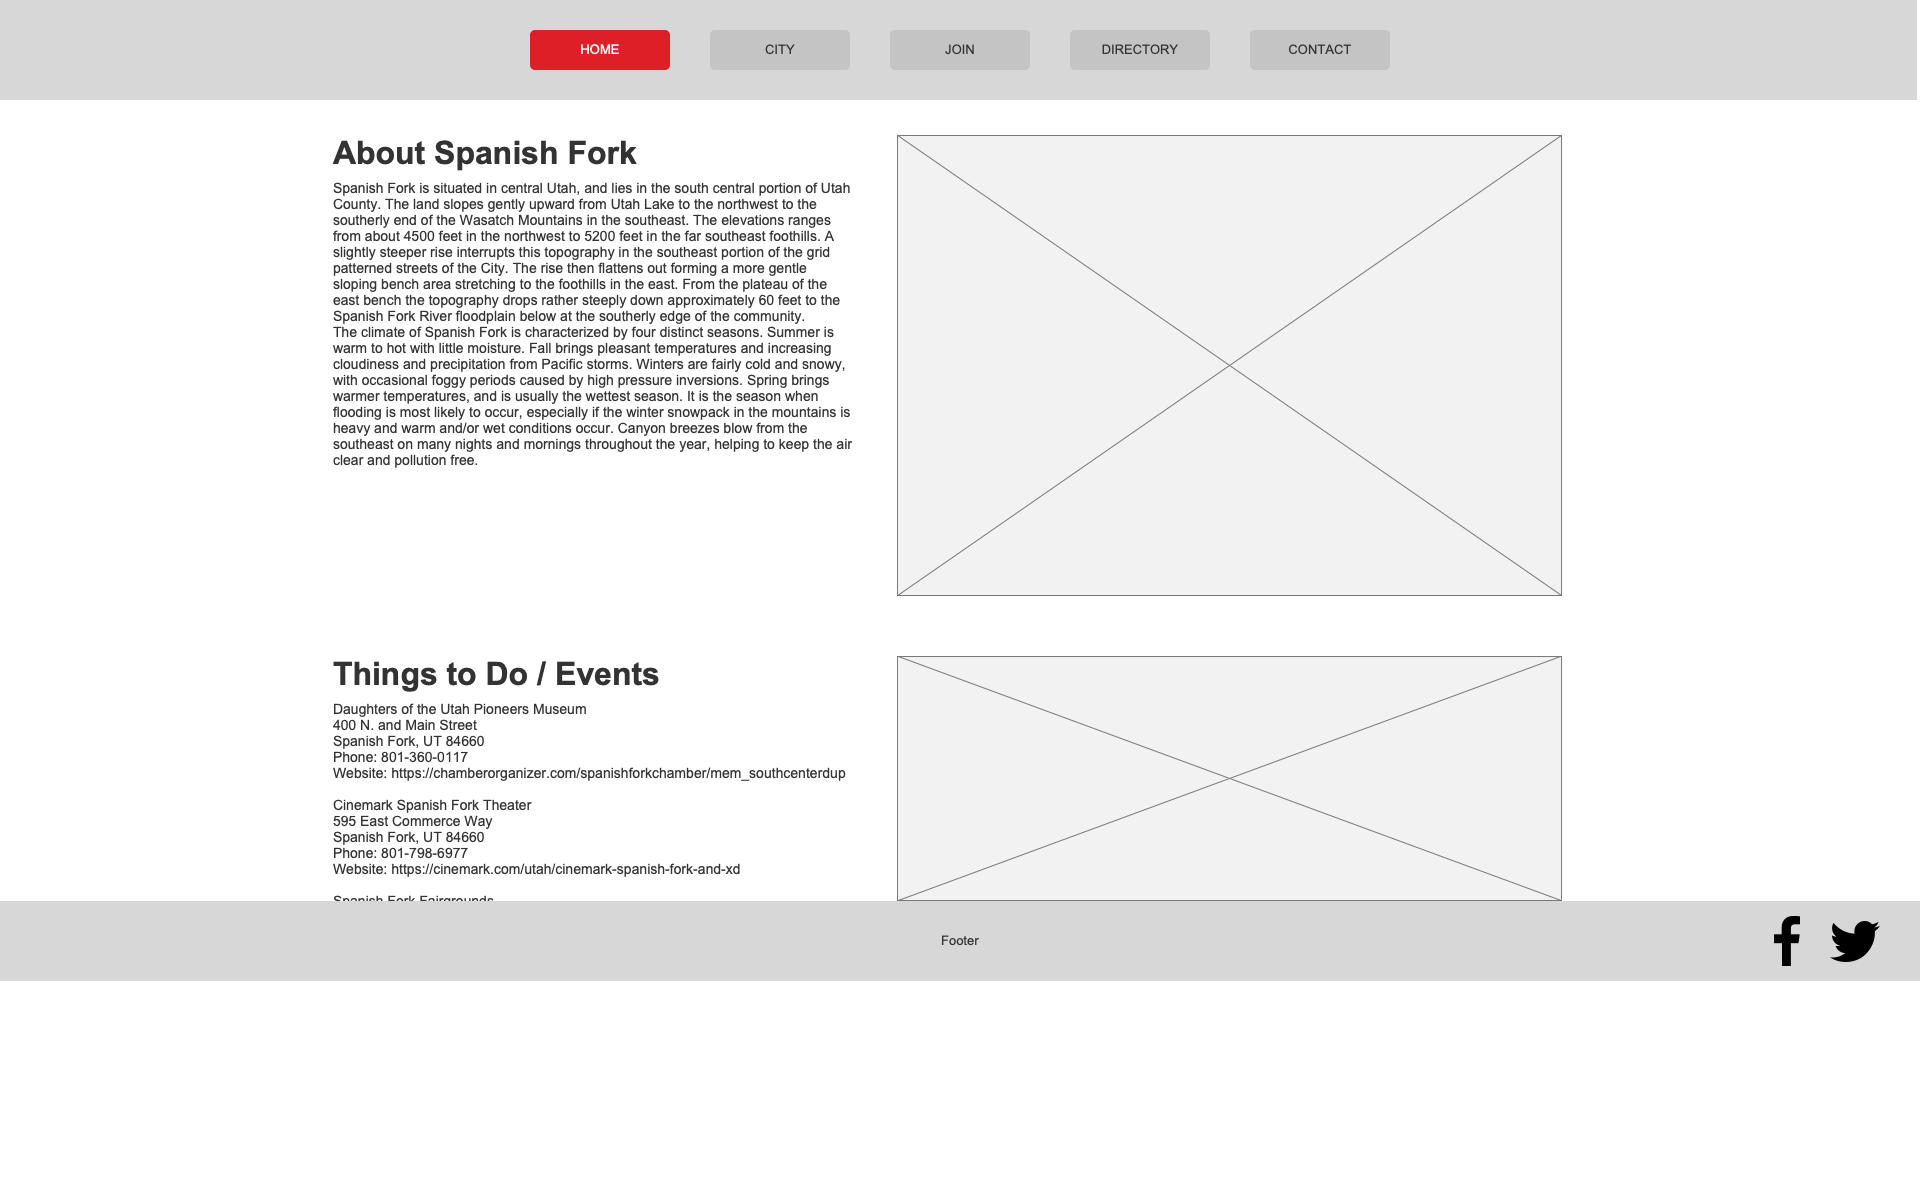 HOME
CITY
JOIN
DIRECTORY
CONTACT
About Spanish Fork
Spanish Fork is situated in central Utah, and lies in the south central portion of Utah
County. The land slopes gently upward from Utah Lake to the northwest to the
southerly end of the Wasatch Mountains in the southeast. The elevations ranges
from about 4500 feet in the northwest to 5200 feet in the far southeast foothills. A
slightly steeper rise interrupts this topography in the southeast portion of the grid
patterned streets of the City. The rise then flattens out forming a more gentle
sloping bench area stretching to the foothills in the east. From the plateau of the
east bench the topography drops rather steeply down approximately 60 feet to the
Spanish Fork River floodplain below at the southerly edge of the community.
The climate of Spanish Fork is characterized by four distinct seasons. Summer is
warm to hot with little moisture. Fall brings pleasant temperatures and increasing
cloudiness and precipitation from Pacific storms. Winters are fairly cold and snowy,
with occasional foggy periods caused by high pressure inversions. Spring brings
warmer temperatures, and is usually the wettest season. It is the season when
flooding is most likely to occur, especially if the winter snowpack in the mountains is
heavy and warm and/or wet conditions occur. Canyon breezes blow from the
southeast on many nights and mornings throughout the year, helping to keep the air
clear and pollution free.
Things to Do / Events
Daughters of the Utah Pioneers Museum
400 N. and Main Street
Spanish Fork, UT 84660
Phone: 801-360-0117
Website: https://chamberorganizer.com/spanishforkchamber/mem_southcenterdup
Cinemark Spanish Fork Theater
595 East Commerce Way
Spanish Fork, UT 84660
Phone: 801-798-6977
Website: https://cinemark.com/utah/cinemark-spanish-fork-and-xd
Spanish Fork Fairgrounds
Footer